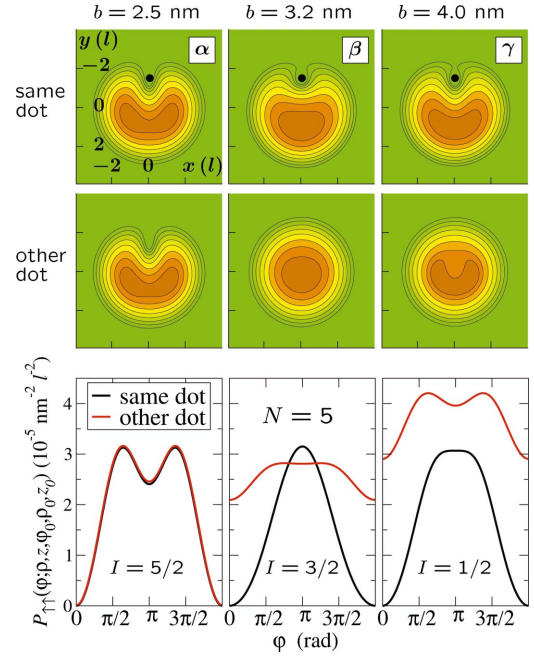 b = 2.5 nm b = 3.2 nm b = 4.0 nm
y (l) α β γ
−2
same
dot
0
2
−2 0 x (l)
other
dot
P↑↑(φ;ρ,z,φ₀,ρ₀,z₀) (10⁻⁵ nm⁻² l⁻²)
4
3
2
1
0
same dot
other dot
N = 5
I = 5/2 I = 3/2 I = 1/2
0 π/2 π 3π/2 0 π/2 π 3π/2 0 π/2 π 3π/2
φ (rad)